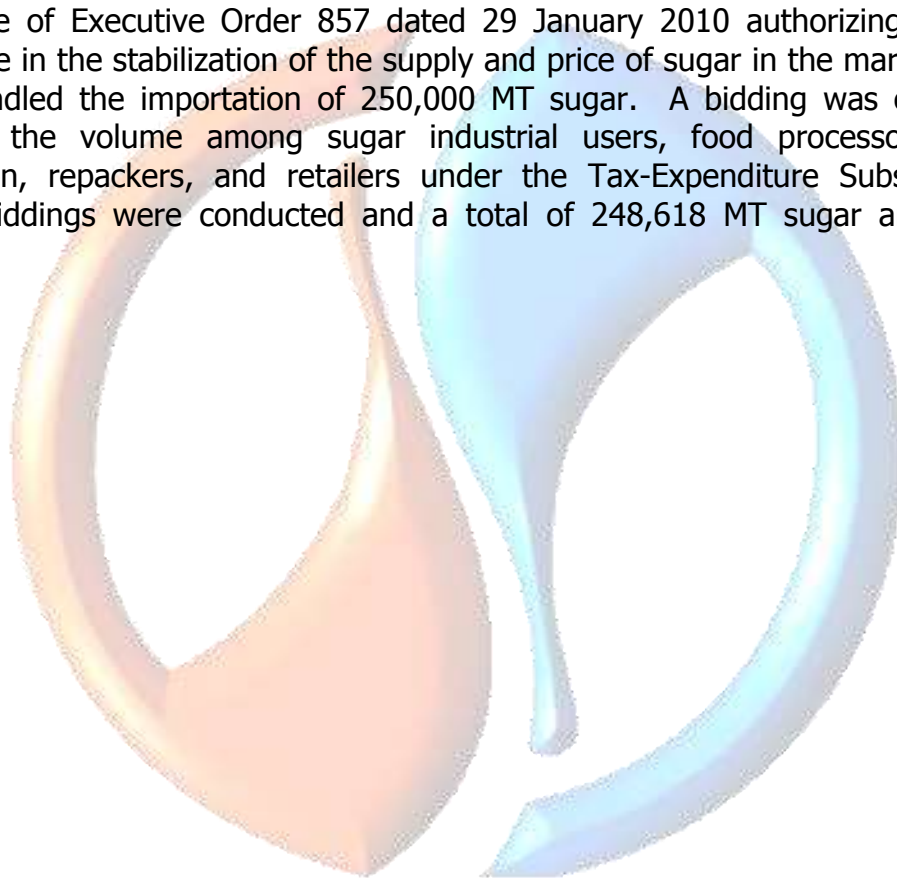 e of Executive Order 857 dated 29 January 2010 authorizing
e in the stabilization of the supply and price of sugar in the mar
ndled the importation of 250,000 MT sugar. A bidding was
the volume among sugar industrial users, food processo
n, repackers, and retailers under the Tax-Expenditure Subs
iddings were conducted and a total of 248,618 MT sugar a